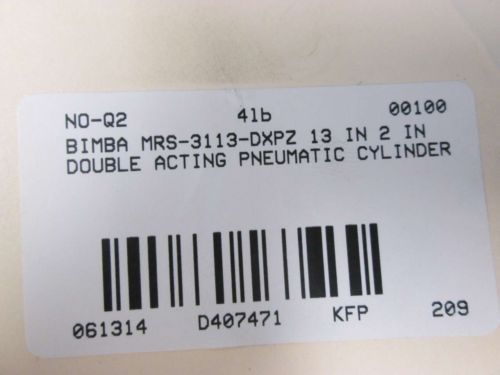 NO-Q2 4lb 00100
BIMBA MRS-3113-DXPZ 13 IN 2 IN
DOUBLE ACTING PNEUMATIC CYLINDER
061314 D407471 KFP 209